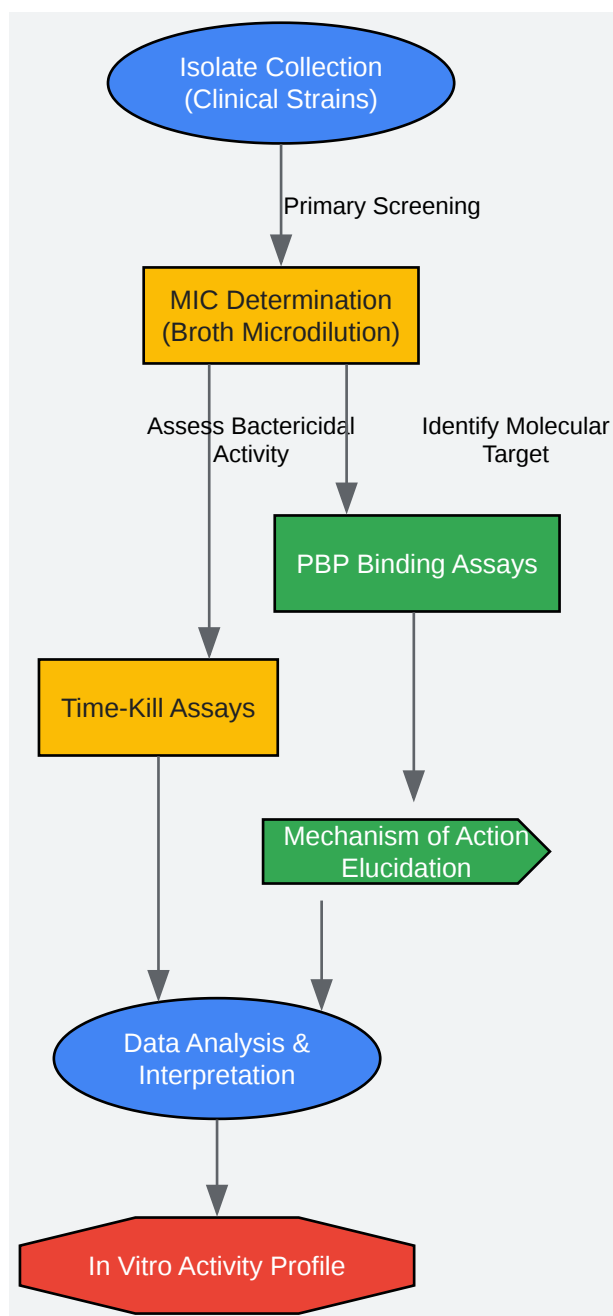 Isolate Collection
(Clinical Strains)
Primary Screening
MIC Determination
(Broth Microdilution)
Assess Bactericidal
Activity
Identify Molecular
Target
PBP Binding Assays
Time-Kill Assays
Mechanism of Action
Elucidation
Data Analysis &
Interpretation
In Vitro Activity Profile